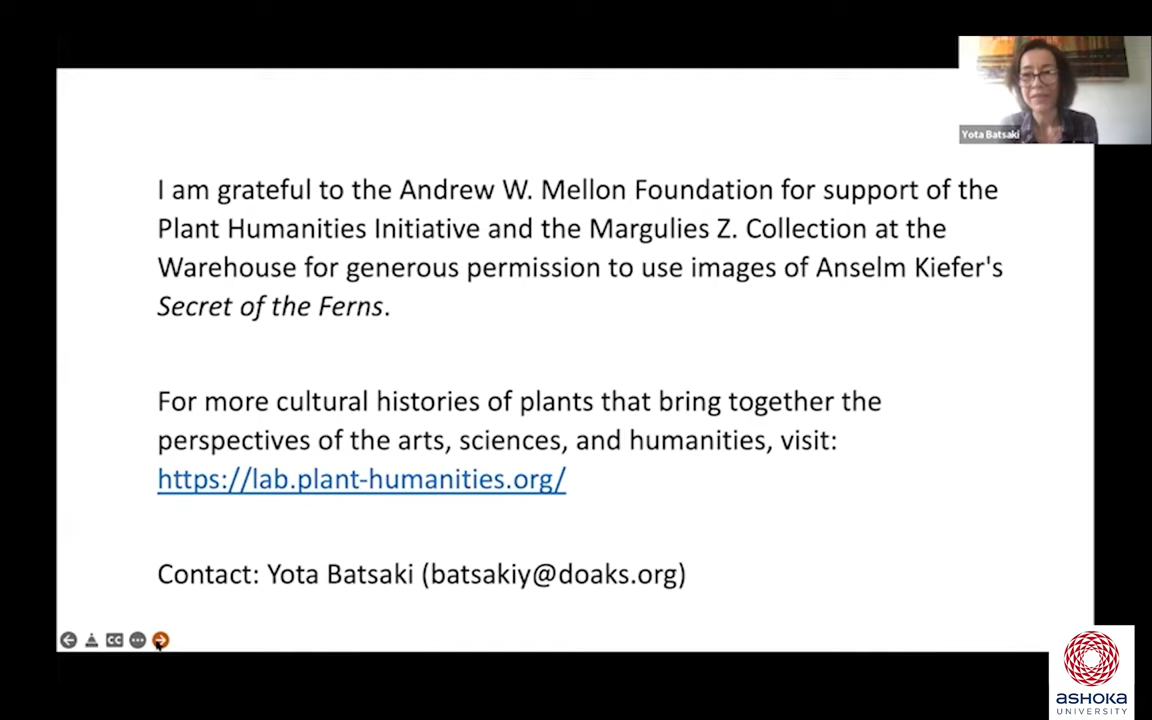 Yota Batsaki
I am grateful to the Andrew W. Mellon Foundation for support of the
Plant Humanities Initiative and the Margulies Z. Collection at the
Warehouse for generous permission to use images of Anselm Kiefer's
Secret of the Ferns.
For more cultural histories of plants that bring together the
perspectives of the arts, sciences, and humanities, visit:
https://lab.plant-humanities.org/
Contact: Yota Batsaki (batsakiy@doaks.org)
CC
ASHOKA
UNIVERSITY